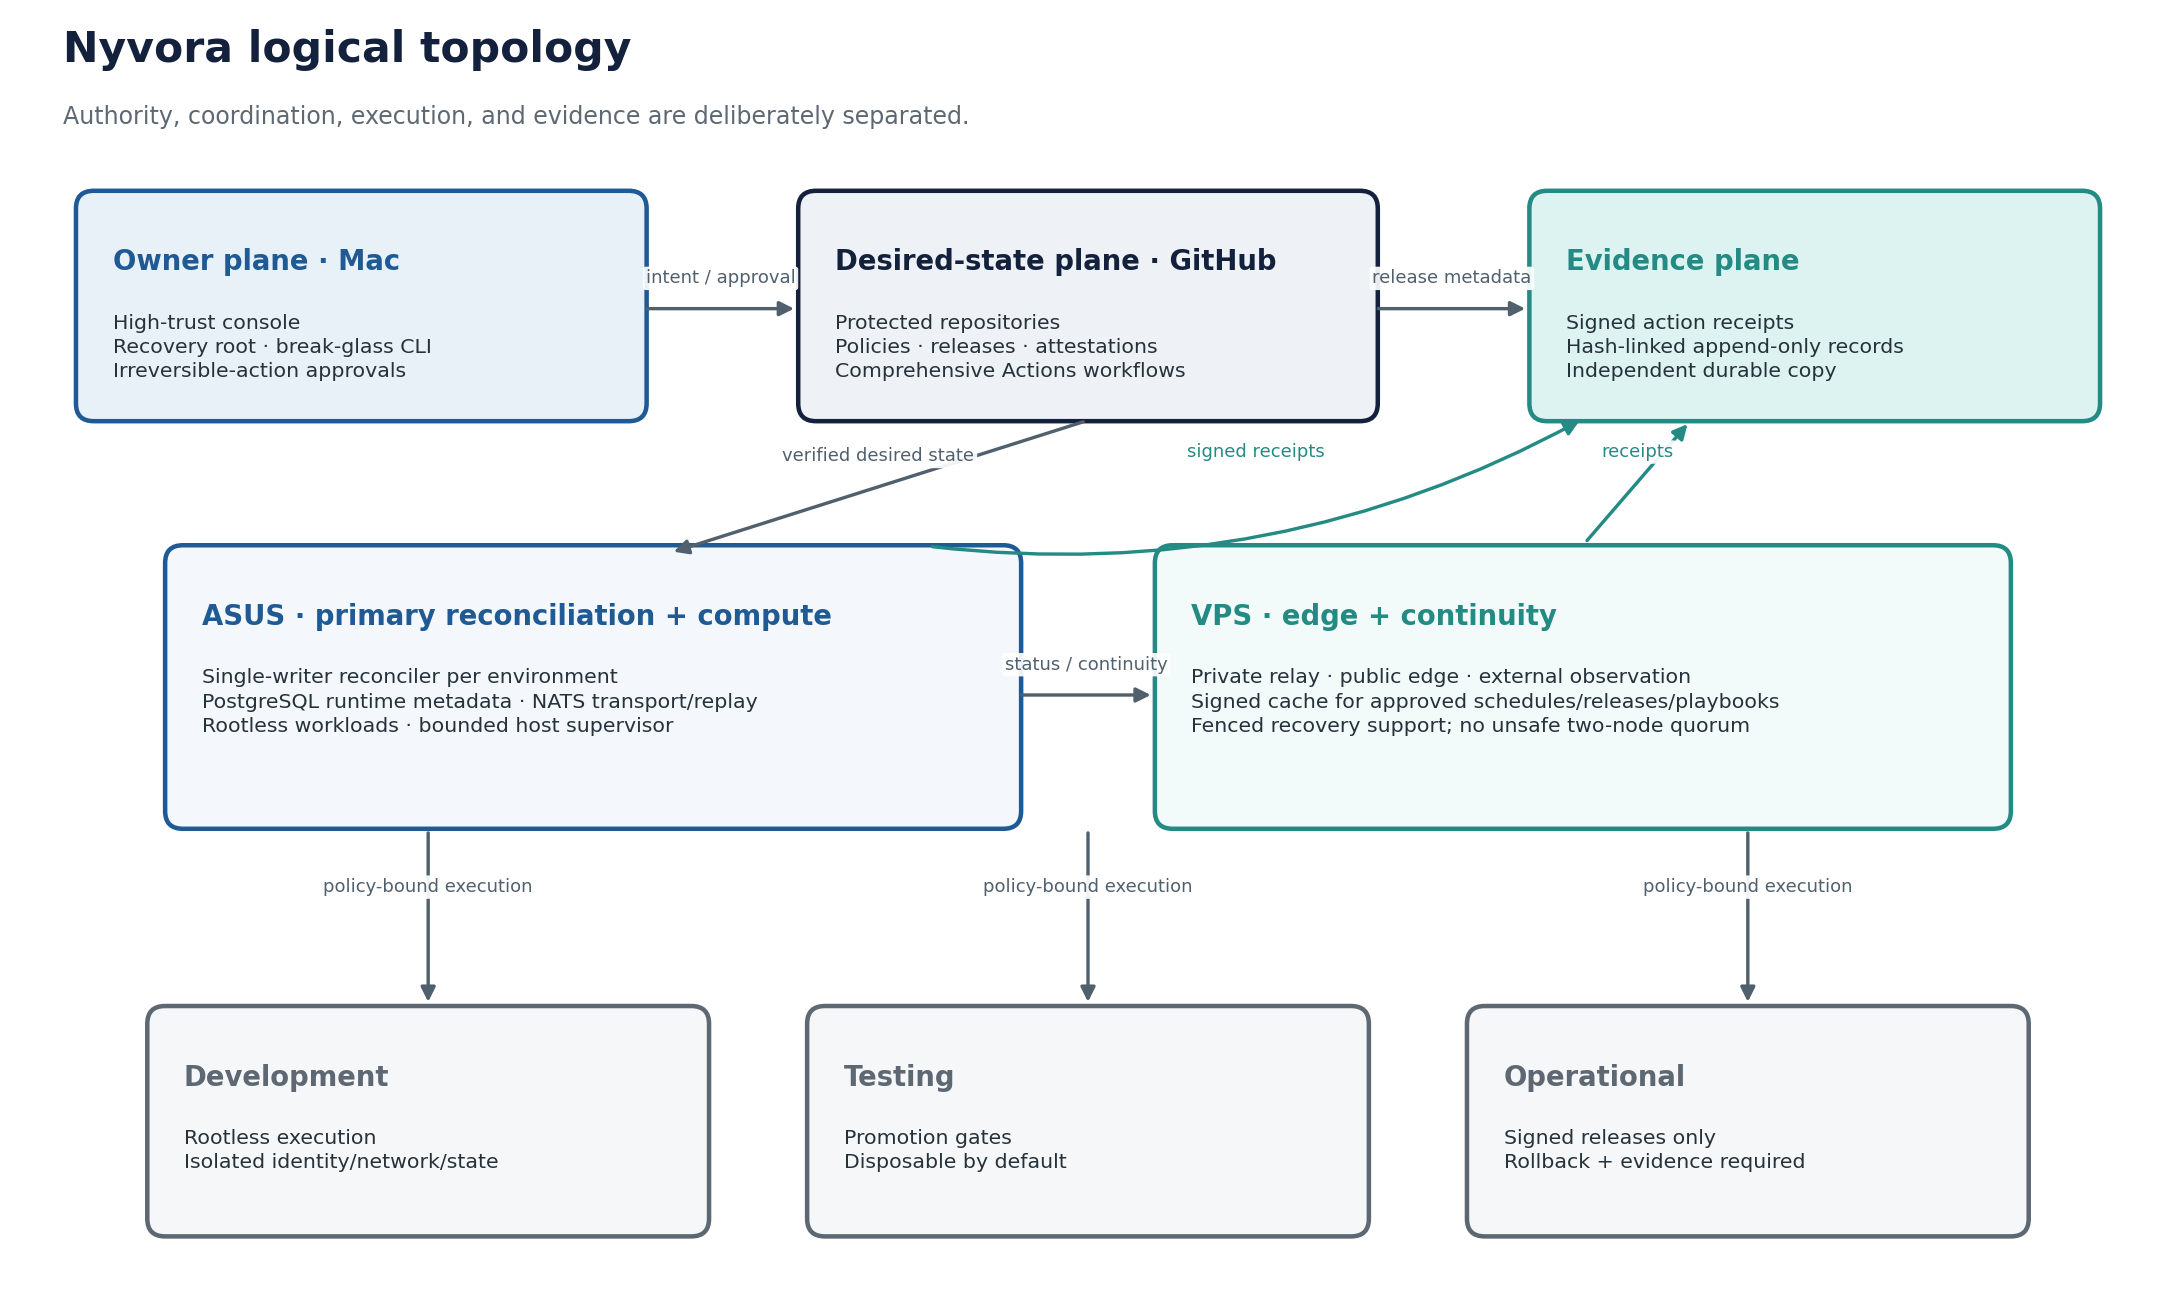 Nyvora logical topology
Authority, coordination, execution, and evidence are deliberately separated.
Owner plane · Mac
High-trust console
Recovery root · break-glass CLI
Irreversible-action approvals
intent / approval
Desired-state plane · GitHub
Protected repositories
Policies · releases · attestations
Comprehensive Actions workflows
release metadata
Evidence plane
Signed action receipts
Hash-linked append-only records
Independent durable copy
verified desired state
signed receipts
receipts
ASUS · primary reconciliation + compute
Single-writer reconciler per environment
PostgreSQL runtime metadata · NATS transport/replay
Rootless workloads · bounded host supervisor
status / continuity
VPS · edge + continuity
Private relay · public edge · external observation
Signed cache for approved schedules/releases/playbooks
Fenced recovery support; no unsafe two-node quorum
policy-bound execution
policy-bound execution
policy-bound execution
Development
Rootless execution
Isolated identity/network/state
Testing
Promotion gates
Disposable by default
Operational
Signed releases only
Rollback + evidence required